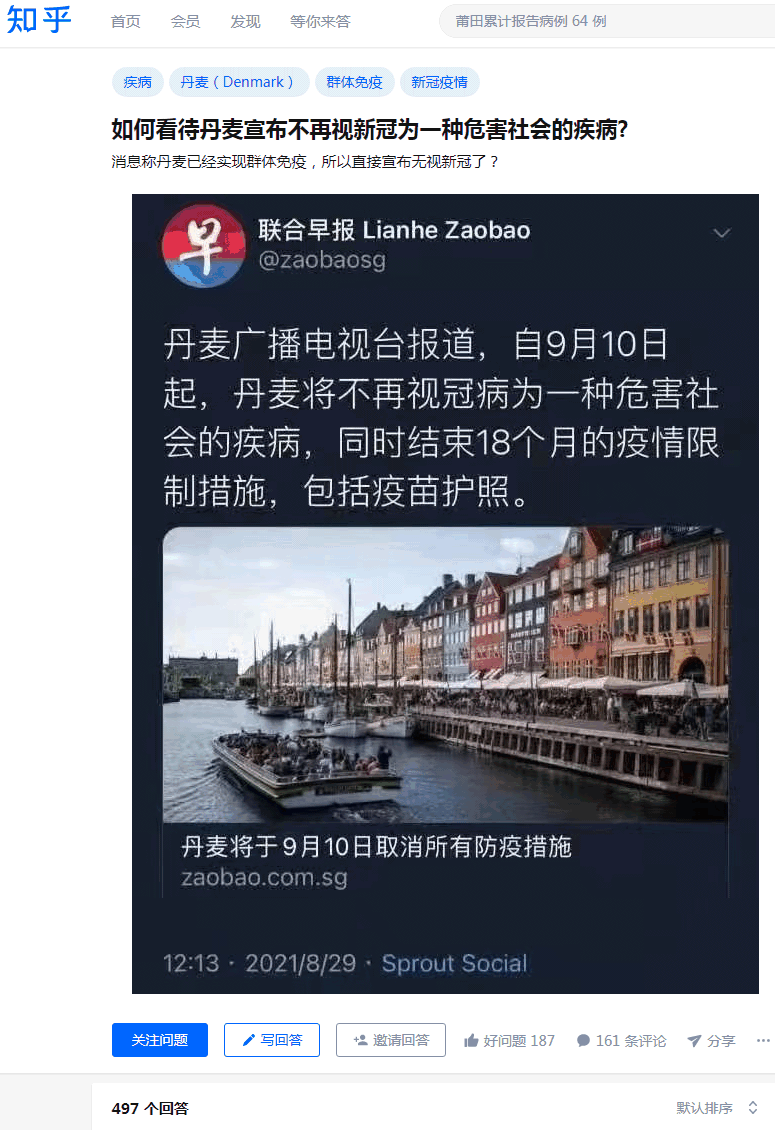 知乎 首页 会员 发现 等你来答 莆田累计报告病例 64 例
疾病 丹麦（Denmark） 群体免疫 新冠疫情
如何看待丹麦宣布不再视新冠为一种危害社会的疾病?
消息称丹麦已经实现群体免疫，所以直接宣布无视新冠了？
早 联合早报 Lianhe Zaobao
@zaobaosg
丹麦广播电视台报道，自9月10日
起，丹麦将不再视冠病为一种危害社
会的疾病，同时结束18个月的疫情限
制措施，包括疫苗护照。
丹麦将于9月10日取消所有防疫措施
zaobao.com.sg
12:13 · 2021/8/29 · Sprout Social
关注问题 写回答 邀请回答 好问题 187 161 条评论 分享 ···
497 个回答 默认排序